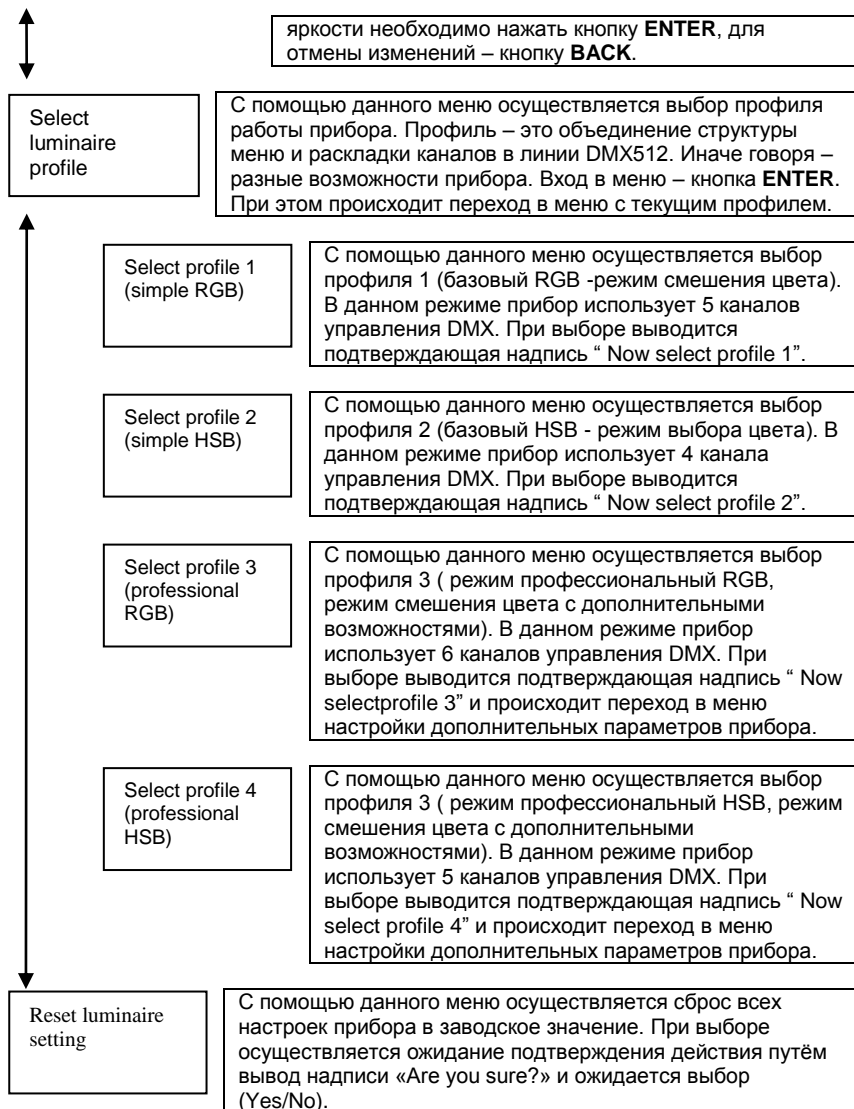 яркости необходимо нажать кнопку ENTER, для
отмены изменений – кнопку BACK.
Select
luminaire
profile
С помощью данного меню осуществляется выбор профиля
работы прибора. Профиль – это объединение структуры
меню и раскладки каналов в линии DMX512. Иначе говоря –
разные возможности прибора. Вход в меню – кнопка ENTER.
При этом происходит переход в меню с текущим профилем.
Select profile 1
(simple RGB)
С помощью данного меню осуществляется выбор
профиля 1 (базовый RGB -режим смешения цвета).
В данном режиме прибор использует 5 каналов
управления DMX. При выборе выводится
подтверждающая надпись “ Now select profile 1”.
Select profile 2
(simple HSB)
С помощью данного меню осуществляется выбор
профиля 2 (базовый HSB - режим выбора цвета). В
данном режиме прибор использует 4 канала
управления DMX. При выборе выводится
подтверждающая надпись “ Now select profile 2”.
Select profile 3
(professional
RGB)
С помощью данного меню осуществляется выбор
профиля 3 ( режим профессиональный RGB,
режим смешения цвета с дополнительными
возможностями). В данном режиме прибор
использует 6 каналов управления DMX. При
выборе выводится подтверждающая надпись “ Now
selectprofile 3” и происходит переход в меню
настройки дополнительных параметров прибора.
Select profile 4
(professional
HSB)
С помощью данного меню осуществляется выбор
профиля 3 ( режим профессиональный HSB, режим
смешения цвета с дополнительными
возможностями). В данном режиме прибор
использует 5 каналов управления DMX. При
выборе выводится подтверждающая надпись “ Now
select profile 4” и происходит переход в меню
настройки дополнительных параметров прибора.
Reset luminaire
setting
С помощью данного меню осуществляется сброс всех
настроек прибора в заводское значение. При выборе
осуществляется ожидание подтверждения действия путём
вывод надписи «Are you sure?» и ожидается выбор
(Yes/No).